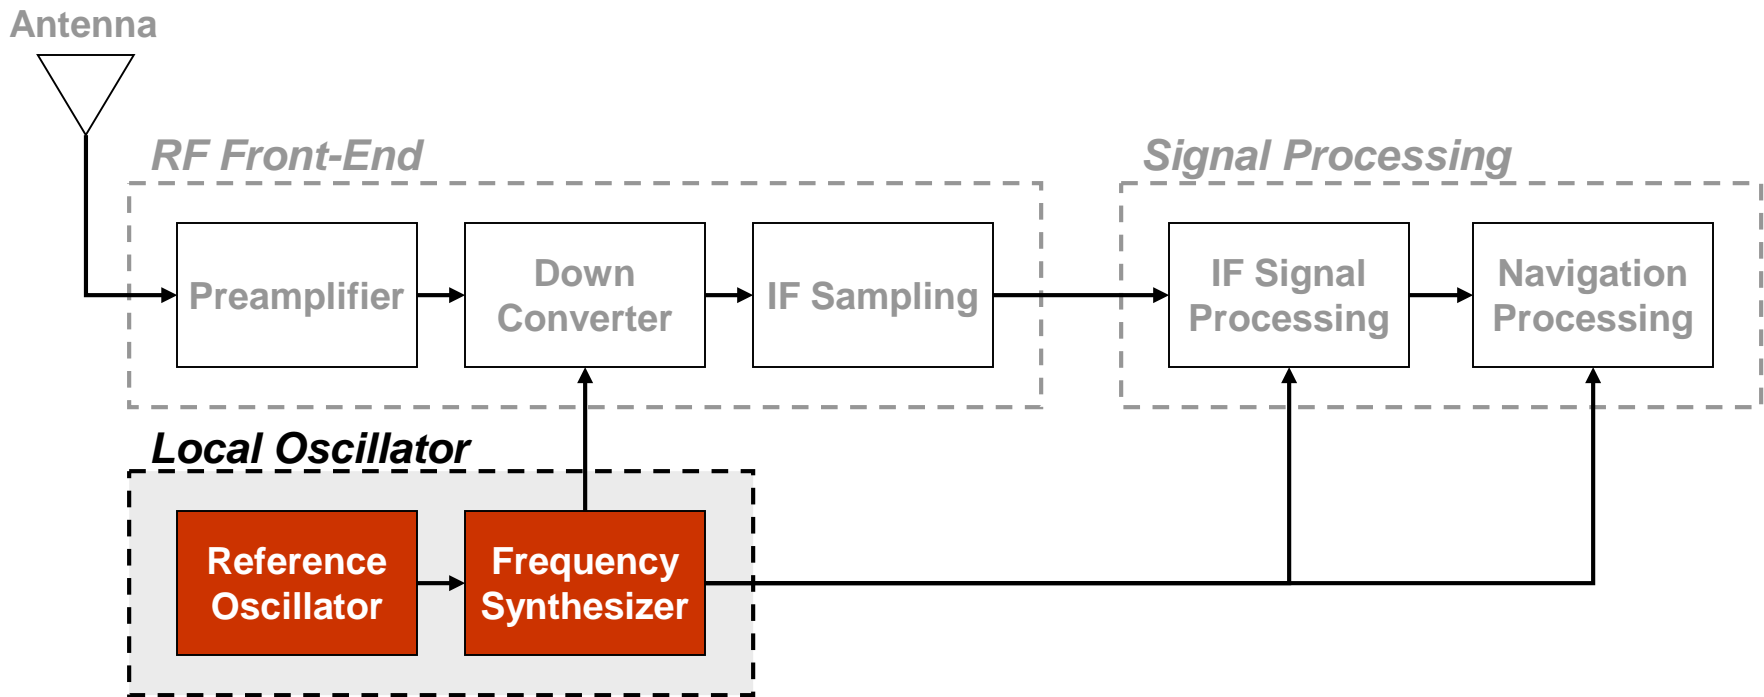 Antenna
RF Front-End
Signal Processing
Preamplifier
Down
Converter
IF Sampling
IF Signal
Processing
Navigation
Processing
Local Oscillator
Reference
Oscillator
Frequency
Synthesizer